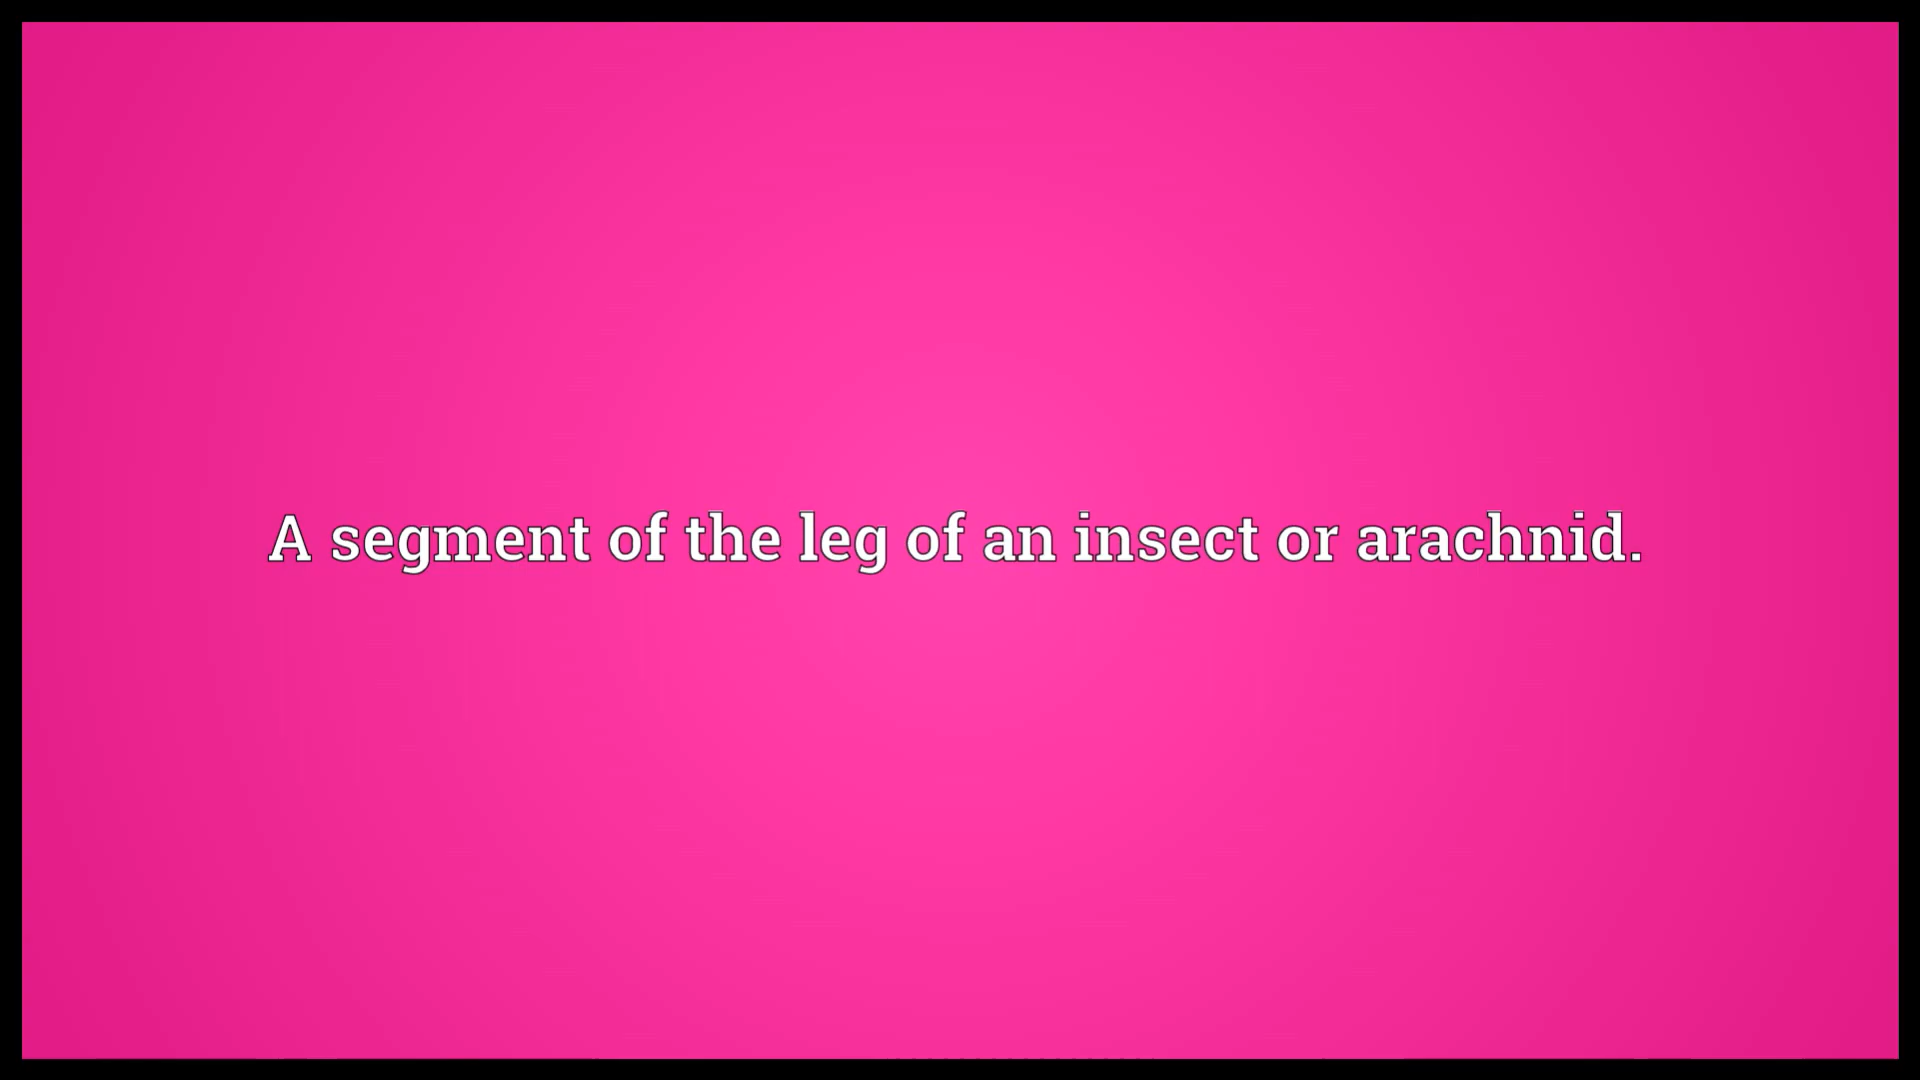 A segment of the leg of an insect or arachnid.